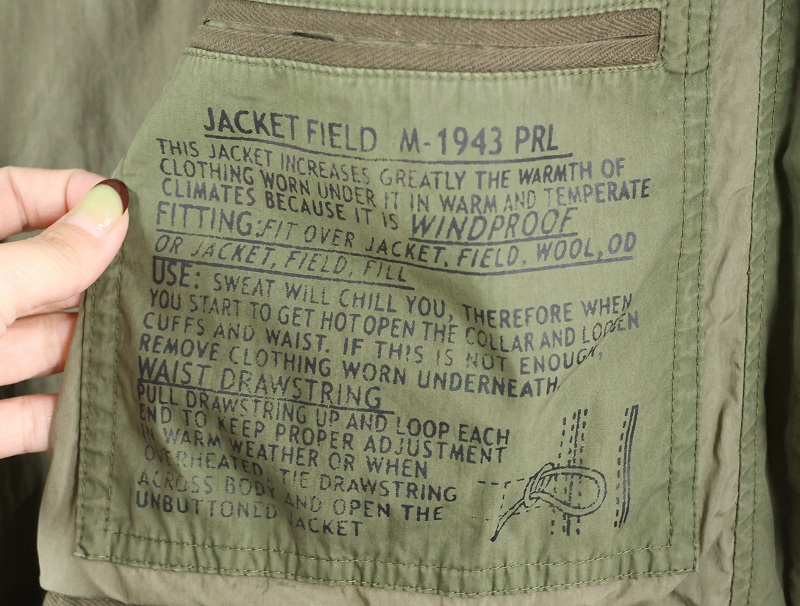 JACKET FIELD M-1943 PRL
THIS JACKET INCREASES GREATLY THE WARMTH OF
CLOTHING WORN UNDER IT IN WARM AND TEMPERATE
CLIMATES BECAUSE IT IS WINDPROOF
FITTING: FIT OVER JACKET, FIELD, WOOL, OD
OR JACKET, FIELD, FILL
USE: SWEAT WILL CHILL YOU, THEREFORE WHEN
YOU START TO GET HOT OPEN THE COLLAR AND LOOSEN
CUFFS AND WAIST. IF THIS IS NOT ENOUGH,
REMOVE CLOTHING WORN UNDERNEATH
WAIST DRAWSTRING
PULL DRAWSTRING UP AND LOOP EACH
END TO KEEP PROPER ADJUSTMENT
IN WARM WEATHER OR WHEN
OVERHEATED, TIE DRAWSTRING
ACROSS BODY AND OPEN THE
UNBUTTONED JACKET